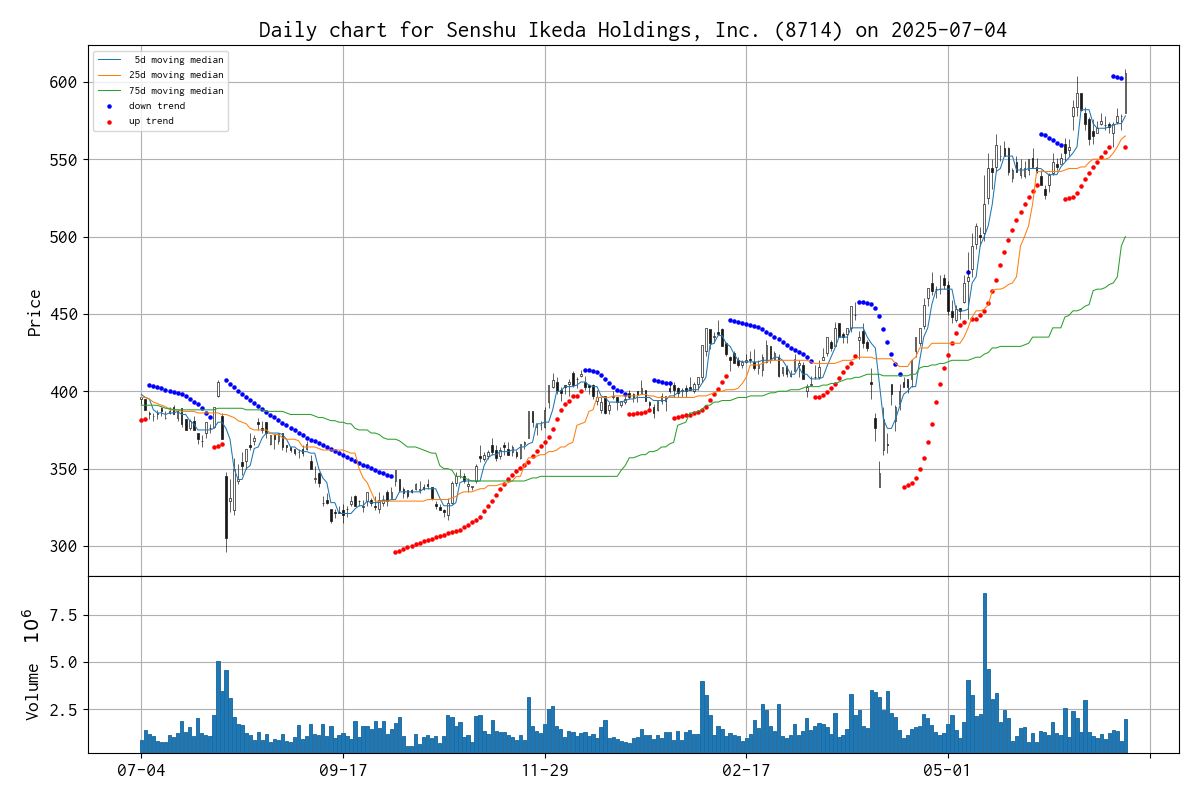 Daily chart for Senshu Ikeda Holdings, Inc. (8714) on 2025-07-04
5d moving median
25d moving median
75d moving median
down trend
up trend
600
550
500
450
400
350
300
Price
7.5
5.0
2.5
Volume 10^6
07-04
09-17
11-29
02-17
05-01